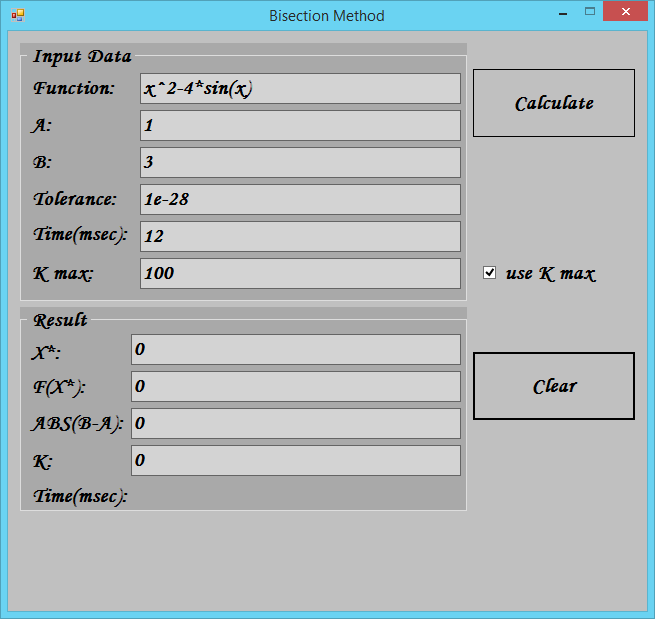 Bisection Method
Input Data
Function: x^2-4*sin(x)
Calculate
A: 1
B: 3
Tolerance: 1e-28
Time(msec): 12
K max: 100
use K max
Result
X*: 0
F(X*): 0
Clear
ABS(B-A): 0
K: 0
Time(msec):